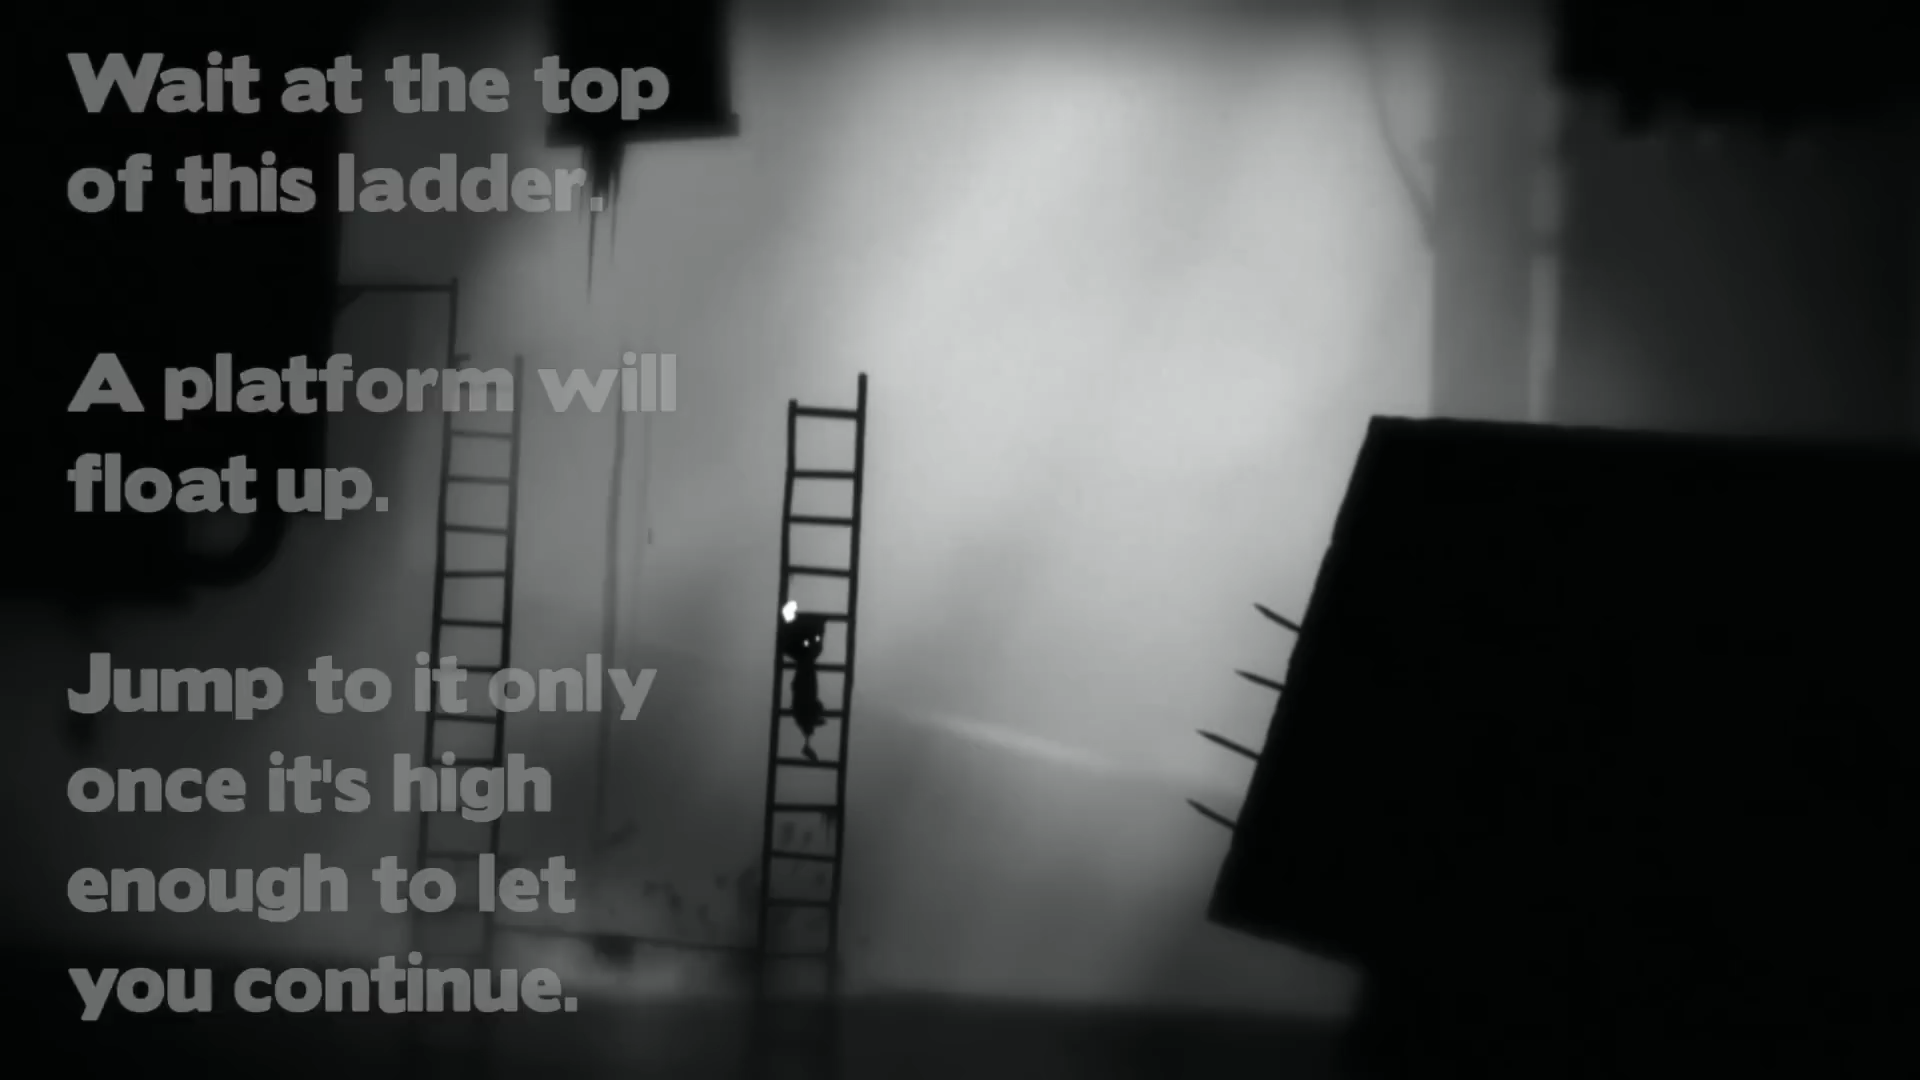 Wait at the top
of this ladder.
A platform will
float up.
Jump to it only
once it's high
enough to let
you continue.